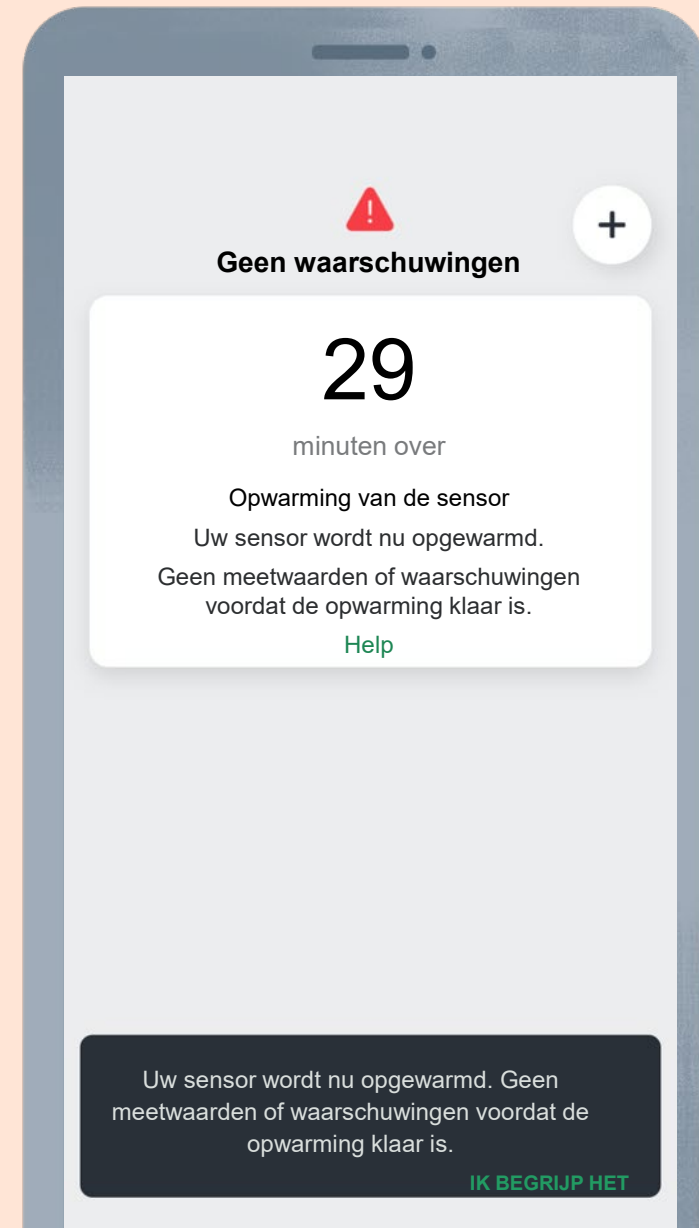 Geen waarschuwingen
29
minuten over
Opwarming van de sensor
Uw sensor wordt nu opgewarmd.
Geen meetwaarden of waarschuwingen
voordat de opwarming klaar is.
Help
Uw sensor wordt nu opgewarmd. Geen
meetwaarden of waarschuwingen voordat de
opwarming klaar is.
IK BEGRIJP HET